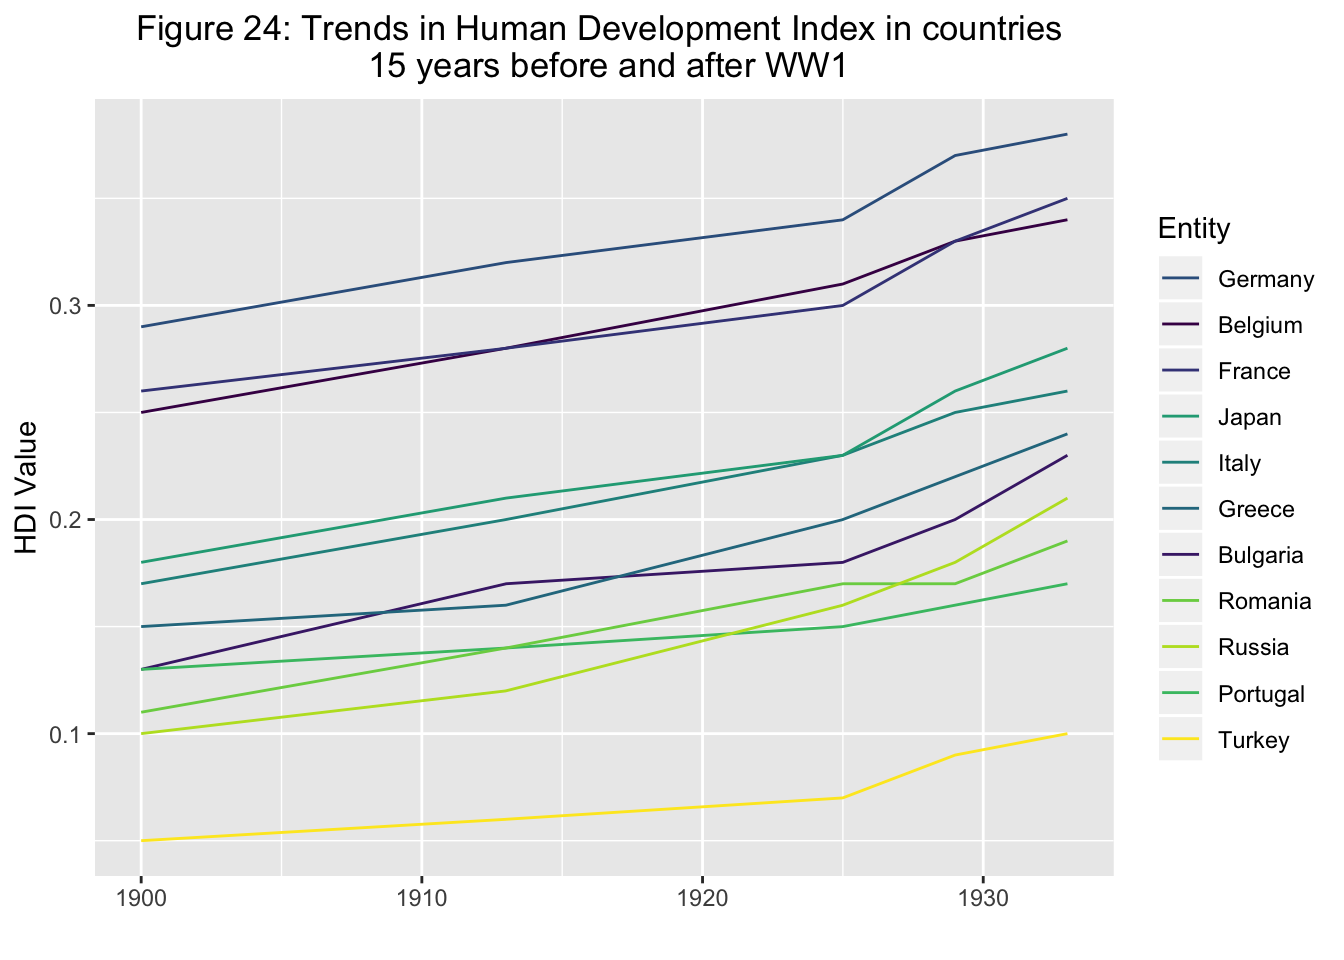 Figure 24: Trends in Human Development Index in countries
15 years before and after WW1
HDI Value
0.3
0.2
0.1
1900
1910
1920
1930
Entity
Germany
Belgium
France
Japan
Italy
Greece
Bulgaria
Romania
Russia
Portugal
Turkey